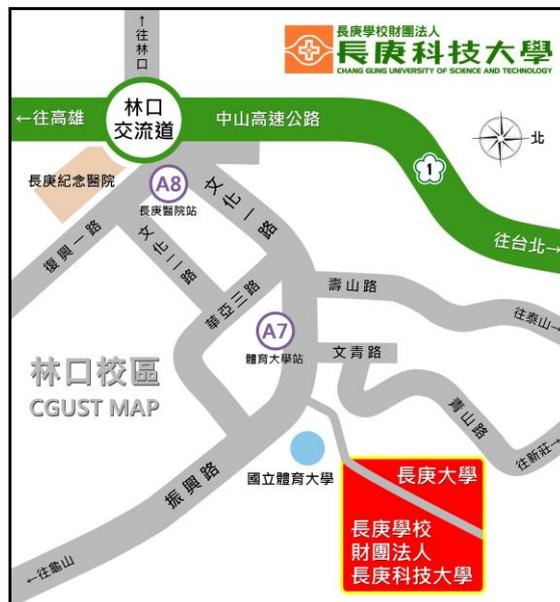 長庚學校財團法人
長庚科技大學
CHANG GUNG UNIVERSITY OF SCIENCE AND TECHNOLOGY
←往林口
林口
交流道
←往高雄
中山高速公路
北
1
往台北→
長庚紀念醫院
A8
長庚醫院站
文化一路
復興一路
文化二路
華亞三路
壽山路
往泰山→
A7
體育大學站
文青路
林口校區
CGUST MAP
青山路
往新莊→
振興路
國立體育大學
長庚大學
長庚學校
財團法人
長庚科技大學
←往龜山